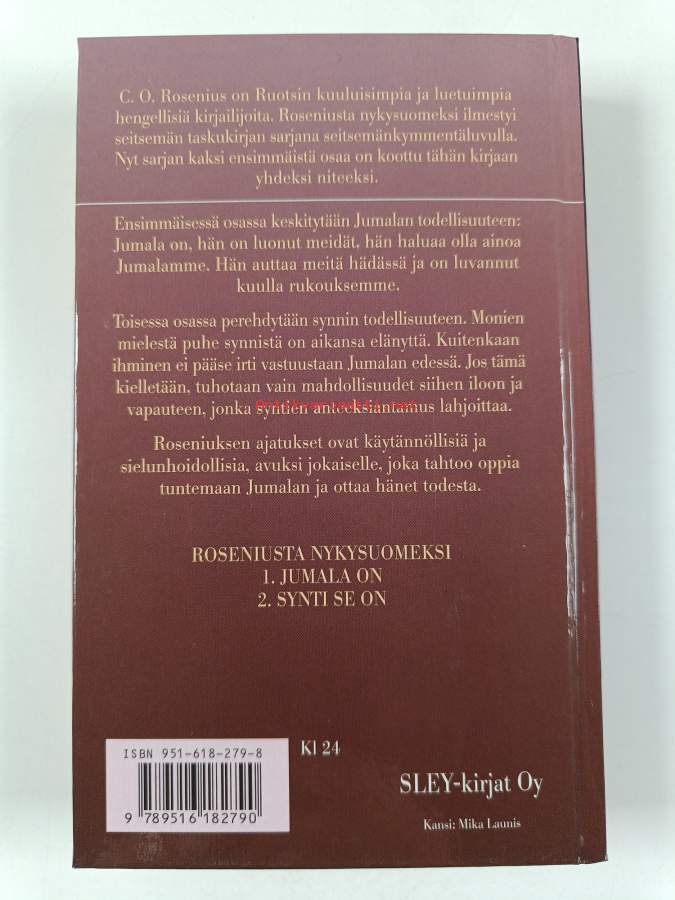 C. O. Rosenius on Ruotsin kuuluisimpia ja luetuimpia
hengellisiä kirjailijoita. Roseniusta nykysuomeksi ilmestyi
seitsemän taskukirjan sarjana seitsemänkymmentäluvulla.
Nyt sarjan kaksi ensimmäistä osaa on koottu tähän kirjaan
yhdeksi niteeksi.
Ensimmäisessä osassa keskitytään Jumalan todellisuuteen:
Jumala on, hän on luonut meidät, hän haluaa olla ainoa
Jumalamme. Hän auttaa meitä hädässä ja on luvannut
kuulla rukouksemme.
Toisessa osassa perehdytään synnin todellisuuteen. Monien
mielestä puhe synnistä on aikansa elänyttä. Kuitenkaan
ihminen ei pääse irti vastuustaan Jumalan edessä. Jos tämä
kielletään, tuhotaan vain mahdollisuudet siihen iloon ja
vapauteen, jonka syntien anteeksiantamus lahjoittaa.
Roseniuksen ajatukset ovat käytännöllisiä ja
sielunhoidollisia, avuksi jokaiselle, joka tahtoo oppia
tuntemaan Jumalan ja ottaa hänet todesta.
ROSENIUSTA NYKYSUOMEKSI
1. JUMALA ON
2. SYNTI SE ON
ISBN 951-618-279-8
Kl 24
9 789516 182790
SLEY-kirjat Oy
Kansi: Mika Launis